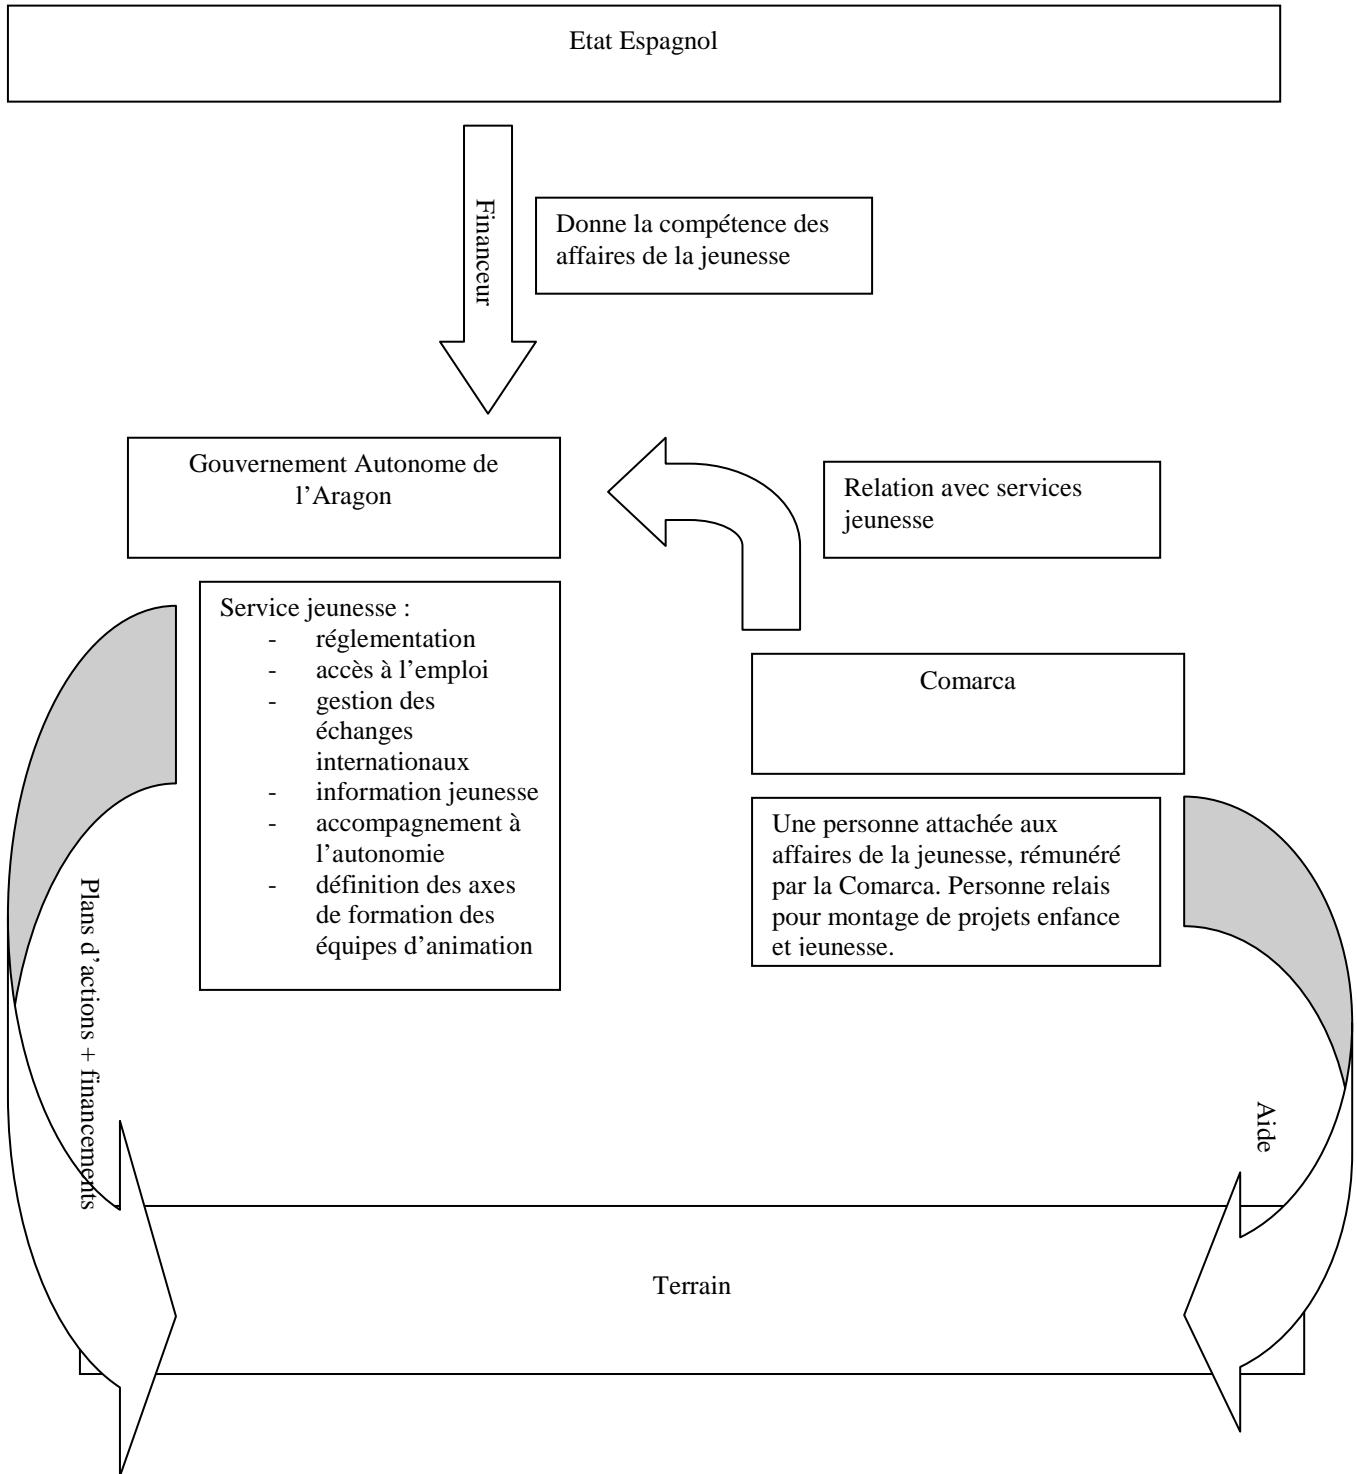 Etat Espagnol
Financeur
Donne la compétence des
affaires de la jeunesse
Gouvernement Autonome de
l’Aragon
Relation avec services
jeunesse
Service jeunesse :
- réglementation
- accès à l’emploi
- gestion des
échanges
internationaux
- information jeunesse
- accompagnement à
l’autonomie
- définition des axes
de formation des
équipes d’animation
Comarca
Une personne attachée aux
affaires de la jeunesse, rémunéré
par la Comarca. Personne relais
pour montage de projets enfance
et jeunesse.
Plans d’actions + financements
Aide
Terrain